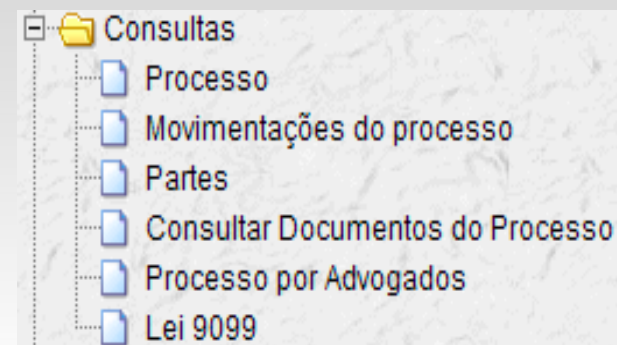 Consultas
Processo
Movimentações do processo
Partes
Consultar Documentos do Processo
Processo por Advogados
Lei 9099